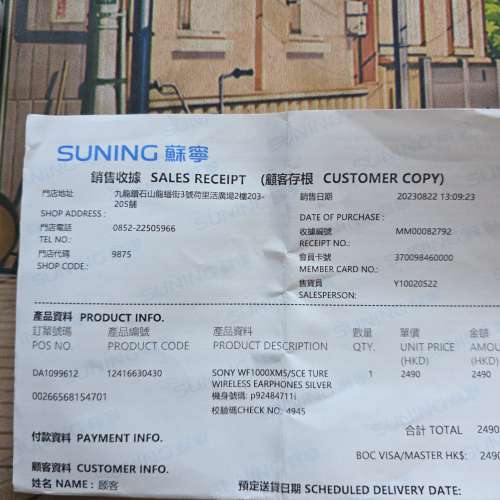 SUNING 蘇寧
銷售收據 SALES RECEIPT (顧客存根 CUSTOMER COPY)
門店地址 九龍鑽石山龍蟠街3號荷里活廣場2樓203-
205舖
SHOP ADDRESS :
門店電話 0852-22505966
TEL NO.:
門店代碼 9875
SHOP CODE.:
銷售日期 20230822 13:09:23
DATE OF PURCHASE :
收據編號 MM00082792
RECEIPT NO.:
會員卡號 370098460000
MEMBER CARD NO.:
售貨員 Y10020522
SALESPERSON:
產品資料 PRODUCT INFO.
訂單號碼 產品編號 產品資料 數量 單價 金額
POS NO. PRODUCT CODE PRODUCT DESCRIPTION QTY. UNIT PRICE AMOU
(HKD) (HKD)
DA1099612 12416630430 SONY WF1000XM5/SCE TURE 1 2490 2490
WIRELESS EARPHONES SILVER
00266568154701 機身號碼: p92484711i
校驗碼CHECK NO.: 4945
合計 TOTAL 2490
付款資料 PAYMENT INFO.
BOC VISA/MASTER HK$: 2490
顧客資料 CUSTOMER INFO.
姓名 NAME : 顧客 預定送貨日期 SCHEDULED DELIVERY DATE: